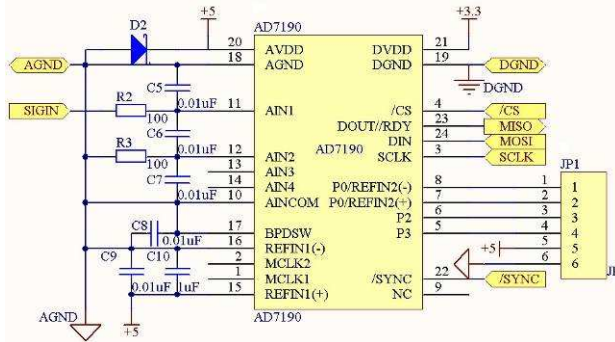 +5
AD7190
+3.3
D2
20 AVDD DVDD 21
AGND 18 AGND DGND 19 DGND
C5
DGND
SIGIN R2 0.01uF 11 AIN1 /CS 4 /CS
100 C6 DOUT//RDY 23 MISO
R3 0.01uF DIN 24 MOSI
12 AIN2 AD7190 SCLK 3 SCLK
100 13 AIN3 JP1
C7 14 AIN4 P0/REFIN2(-) 8 1 1
0.01uF 10 AINCOM P0/REFIN2(+) 7 2 2
P2 6 3 3
C8 17 BPDSW P3 5 4 4
0.01uF 16 REFIN1(-) +5 5 5
C9 C10 2 MCLK2 6 6
1 MCLK1 /SYNC 22 /SYNC
0.01uF 1uF 15 REFIN1(+) NC 9
AGND
+5
AD7190